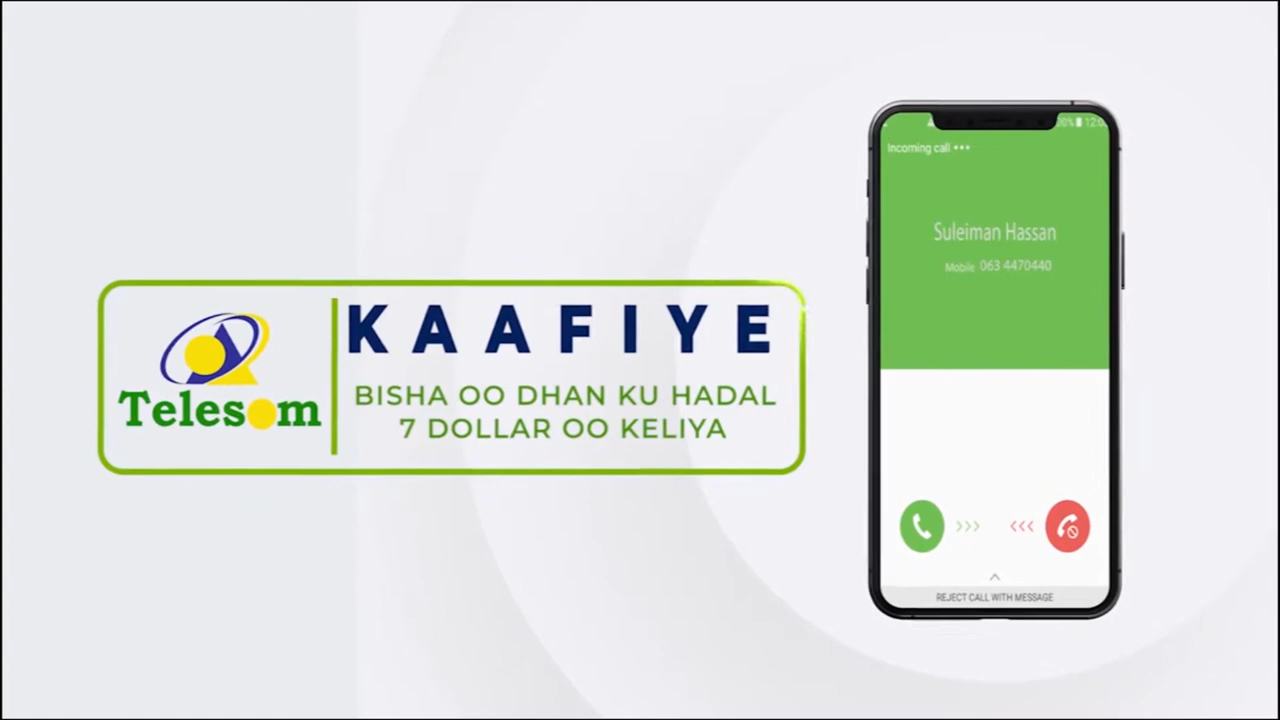 Telesom
KAAFIYE
BISHA OO DHAN KU HADAL
7 DOLLAR OO KELIYA
Incoming call •••
Suleiman Hassan
Mobile 063 4470440
REJECT CALL WITH MESSAGE